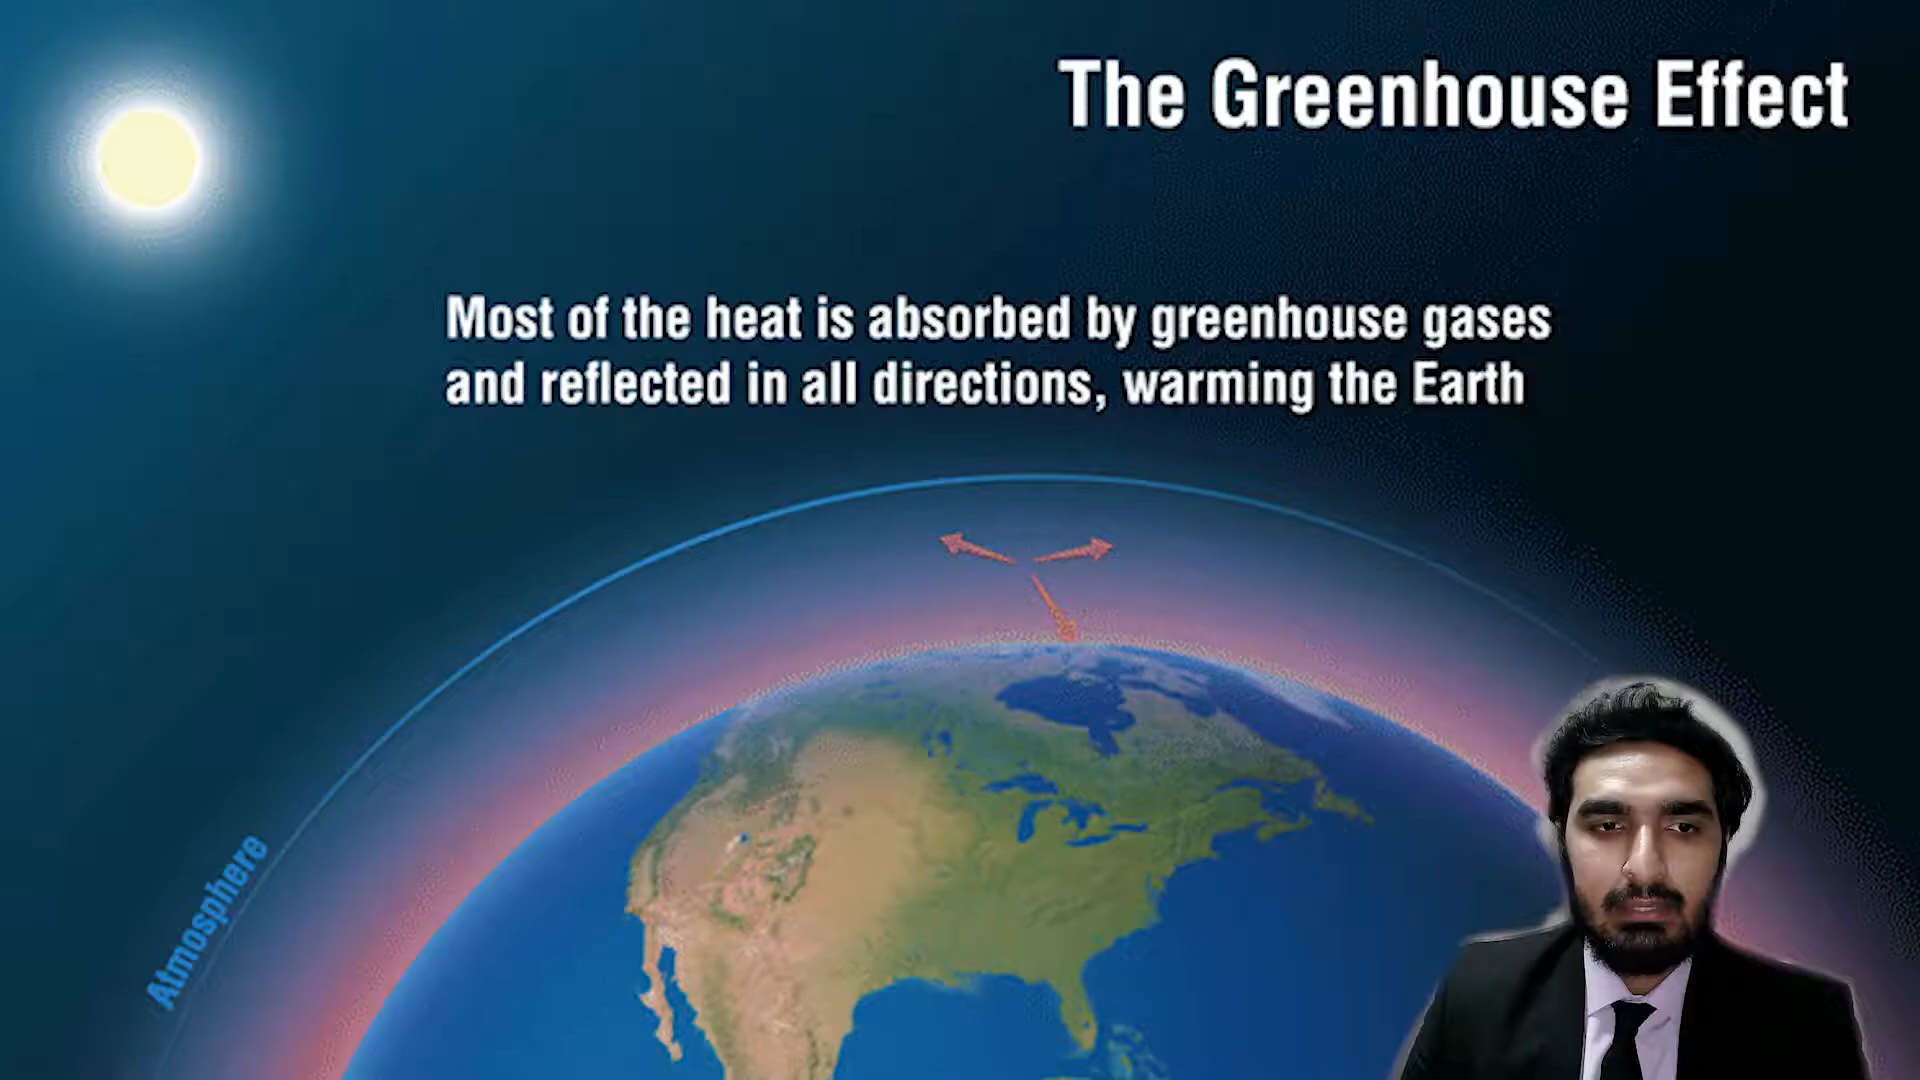 The Greenhouse Effect
Most of the heat is absorbed by greenhouse gases
and reflected in all directions, warming the Earth
Atmosphere